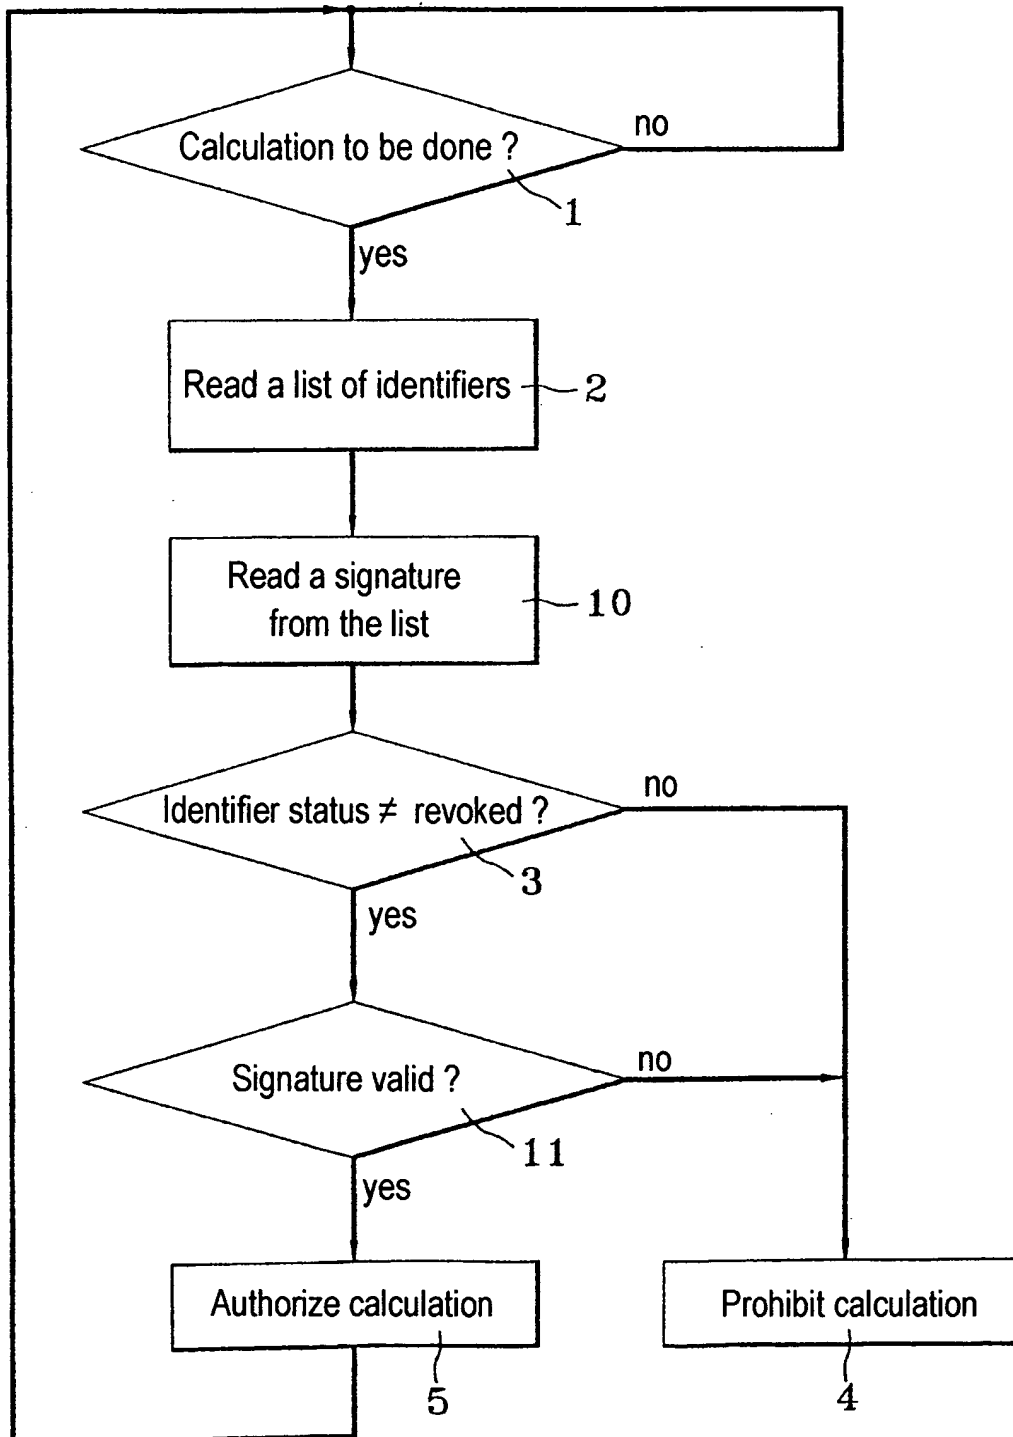 Calculation to be done ?
no
1
yes
Read a list of identifiers
2
Read a signature
from the list
10
Identifier status ≠ revoked ?
no
3
yes
Signature valid ?
no
11
yes
Authorize calculation
5
Prohibit calculation
4